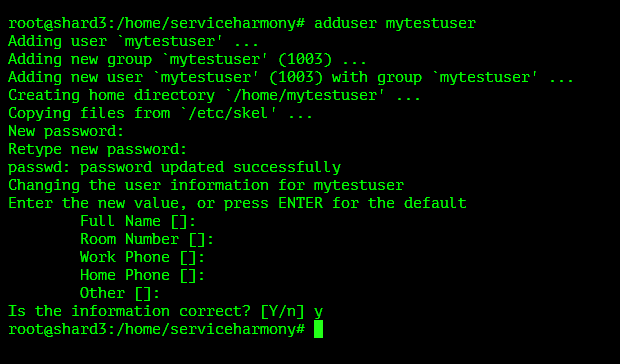 root@shard3:/home/serviceharmony# adduser mytestuser
Adding user `mytestuser' ...
Adding new group `mytestuser' (1003) ...
Adding new user `mytestuser' (1003) with group `mytestuser' ...
Creating home directory `/home/mytestuser' ...
Copying files from `/etc/skel' ...
New password:
Retype new password:
passwd: password updated successfully
Changing the user information for mytestuser
Enter the new value, or press ENTER for the default
        Full Name []:
        Room Number []:
        Work Phone []:
        Home Phone []:
        Other []:
Is the information correct? [Y/n] y
root@shard3:/home/serviceharmony#